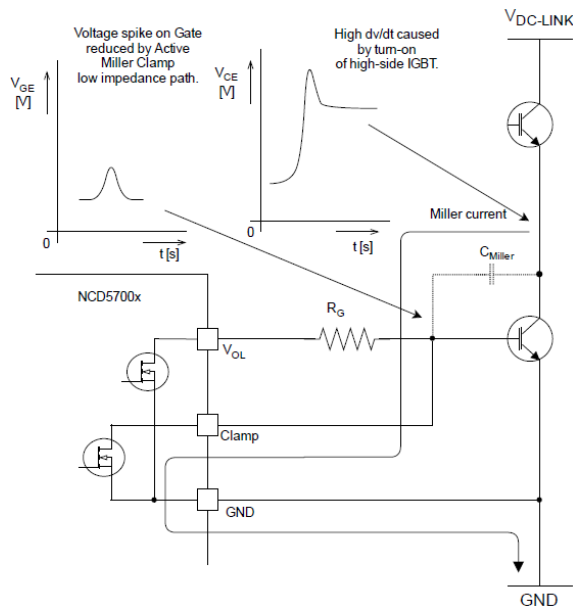 Voltage spike on Gate
reduced by Active
Miller Clamp
low impedance path.
High dv/dt caused
by turn-on
of high-side IGBT.
VDC-LINK
VGE
[V]
VCE
[V]
0
t [s]
0
t [s]
Miller current
CMiller
NCD5700x
RG
VOL
Clamp
GND
GND